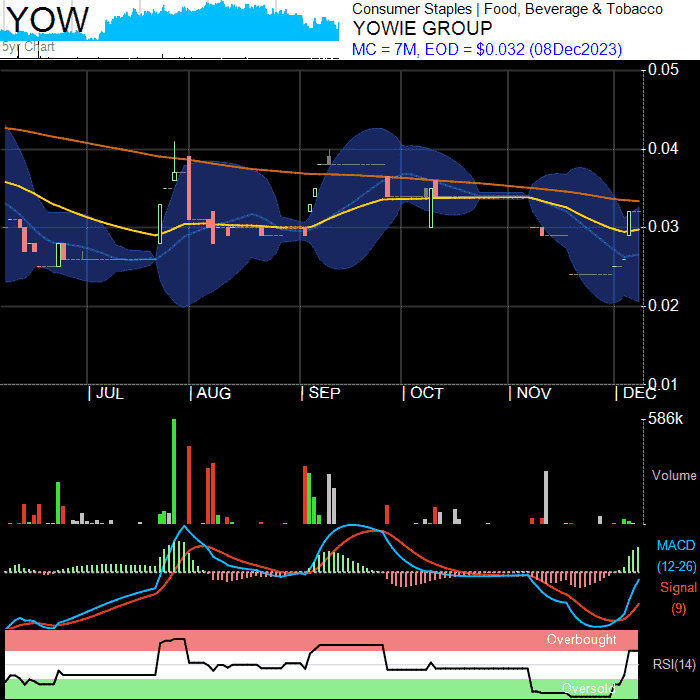 YOW
5yr Chart
Consumer Staples | Food, Beverage & Tobacco
YOWIE GROUP
MC = 7M, EOD = $0.032 (08Dec2023)
0.05
0.04
0.03
0.02
0.01
| JUL | AUG | SEP | OCT | NOV | DEC
586k
Volume
MACD
(12-26)
Signal
(9)
Overbought
RSI(14)
Oversold